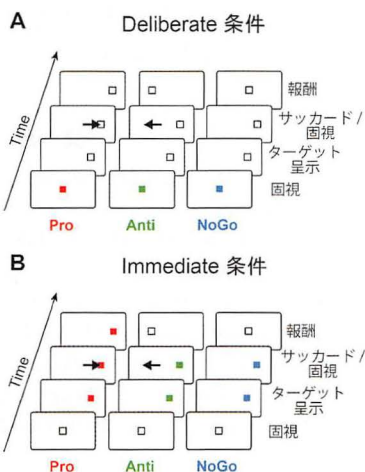 A
Deliberate 条件
Time
報酬
サッカード /
固視
ターゲット
呈示
固視
Pro
Anti
NoGo
B
Immediate 条件
Time
報酬
サッカード /
固視
ターゲット
呈示
固視
Pro
Anti
NoGo